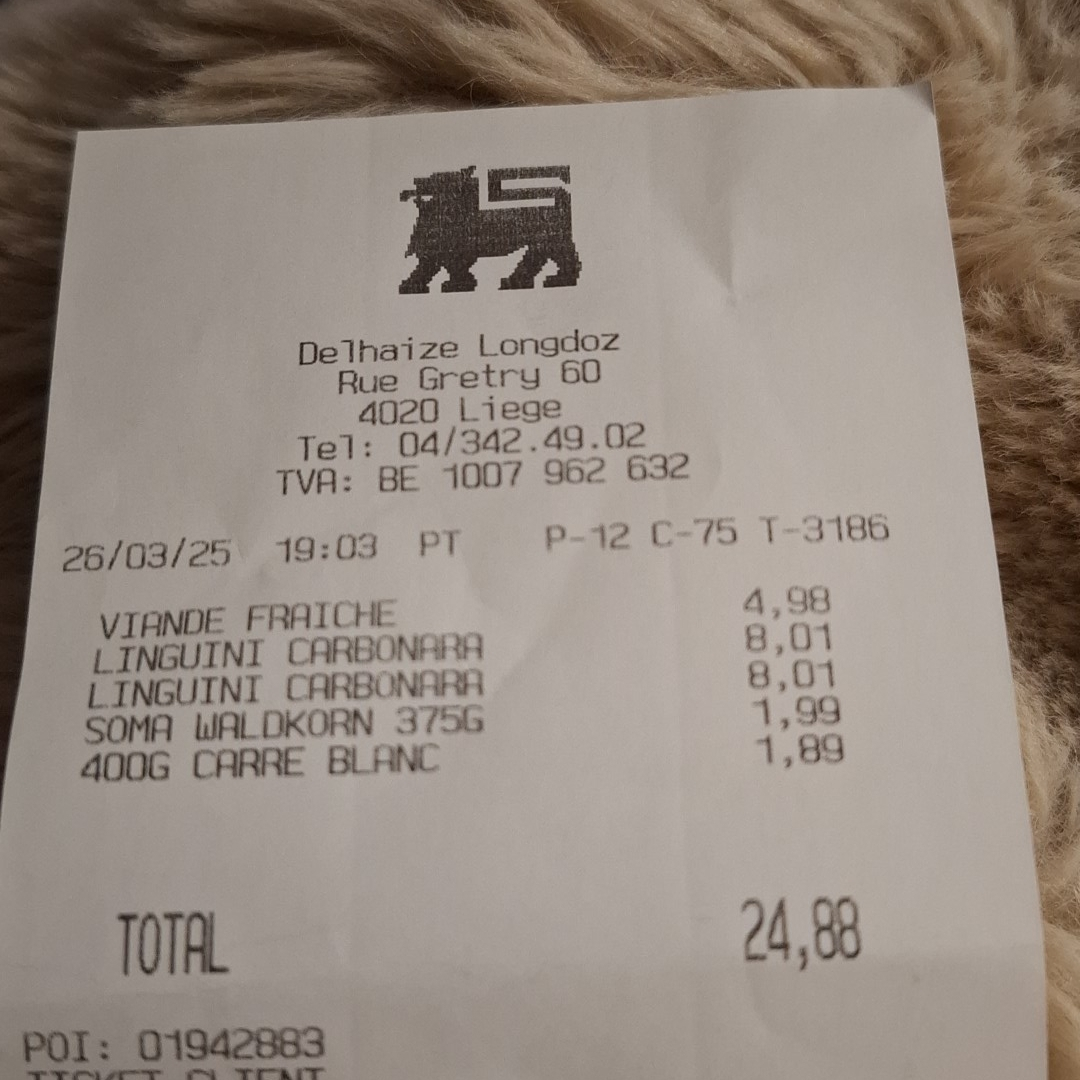 Delhaize Longdoz
Rue Gretry 60
4020 Liege
Tel: 04/342.49.02
TVA: BE 1007 962 632
26/03/25 19:03 PT P-12 C-75 T-3186
VIANDE FRAICHE 4,98
LINGUINI CARBONARA 8,01
LINGUINI CARBONARA 8,01
SOMA WALDKORN 375G 1,99
400G CARRE BLANC 1,89
TOTAL 24,88
POI: 01942883
TICKET CLIENT